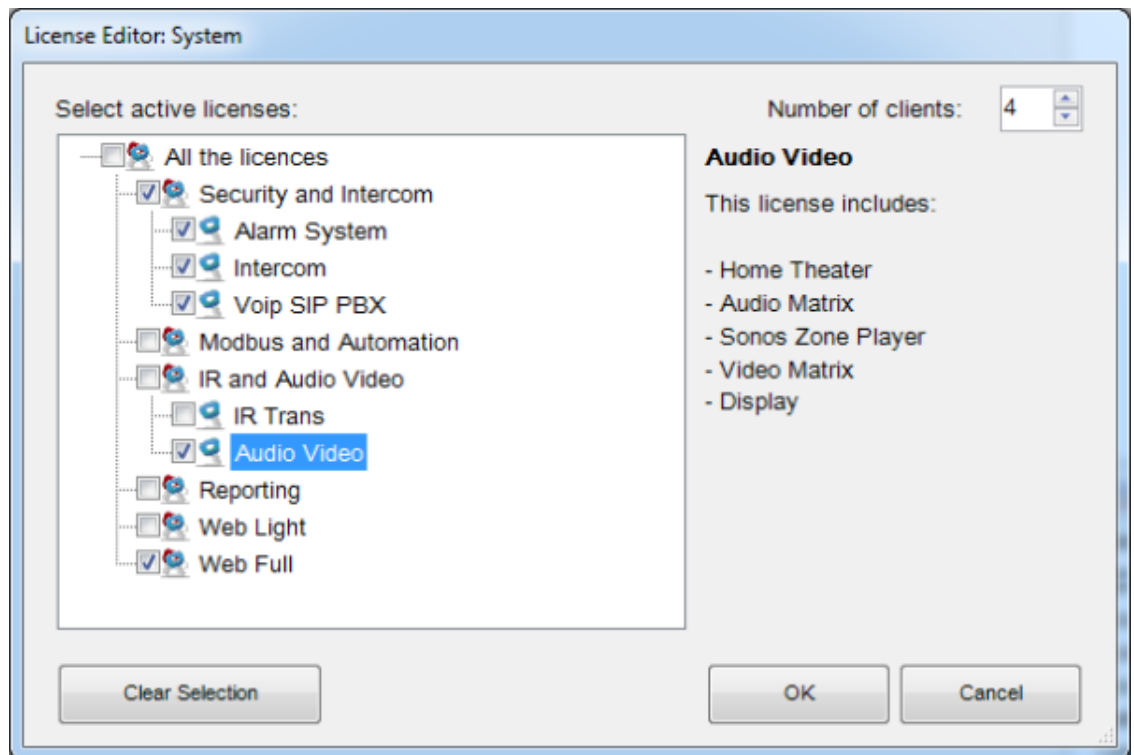 License Editor: System
Select active licenses:
Number of clients: 4
All the licences
Security and Intercom
Alarm System
Intercom
Voip SIP PBX
Modbus and Automation
IR and Audio Video
IR Trans
Audio Video
Reporting
Web Light
Web Full
Audio Video
This license includes:
- Home Theater
- Audio Matrix
- Sonos Zone Player
- Video Matrix
- Display
Clear Selection
OK
Cancel